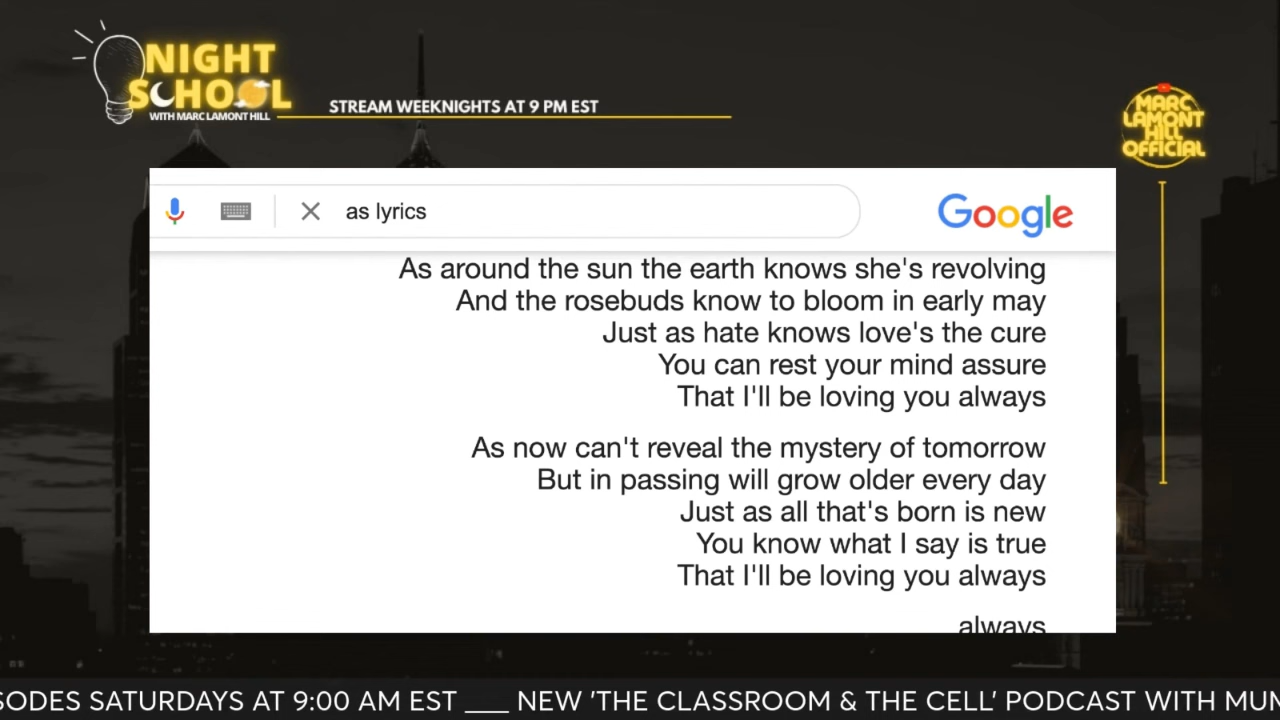 NIGHT
SCHOOL
WITH MARC LAMONT HILL
STREAM WEEKNIGHTS AT 9 PM EST
MARC
LAMONT
HILL
OFFICIAL
as lyrics
Google
As around the sun the earth knows she's revolving
And the rosebuds know to bloom in early may
Just as hate knows love's the cure
You can rest your mind assure
That I'll be loving you always
As now can't reveal the mystery of tomorrow
But in passing will grow older every day
Just as all that's born is new
You know what I say is true
That I'll be loving you always
always
SODES SATURDAYS AT 9:00 AM EST ___ NEW 'THE CLASSROOM & THE CELL' PODCAST WITH MUM